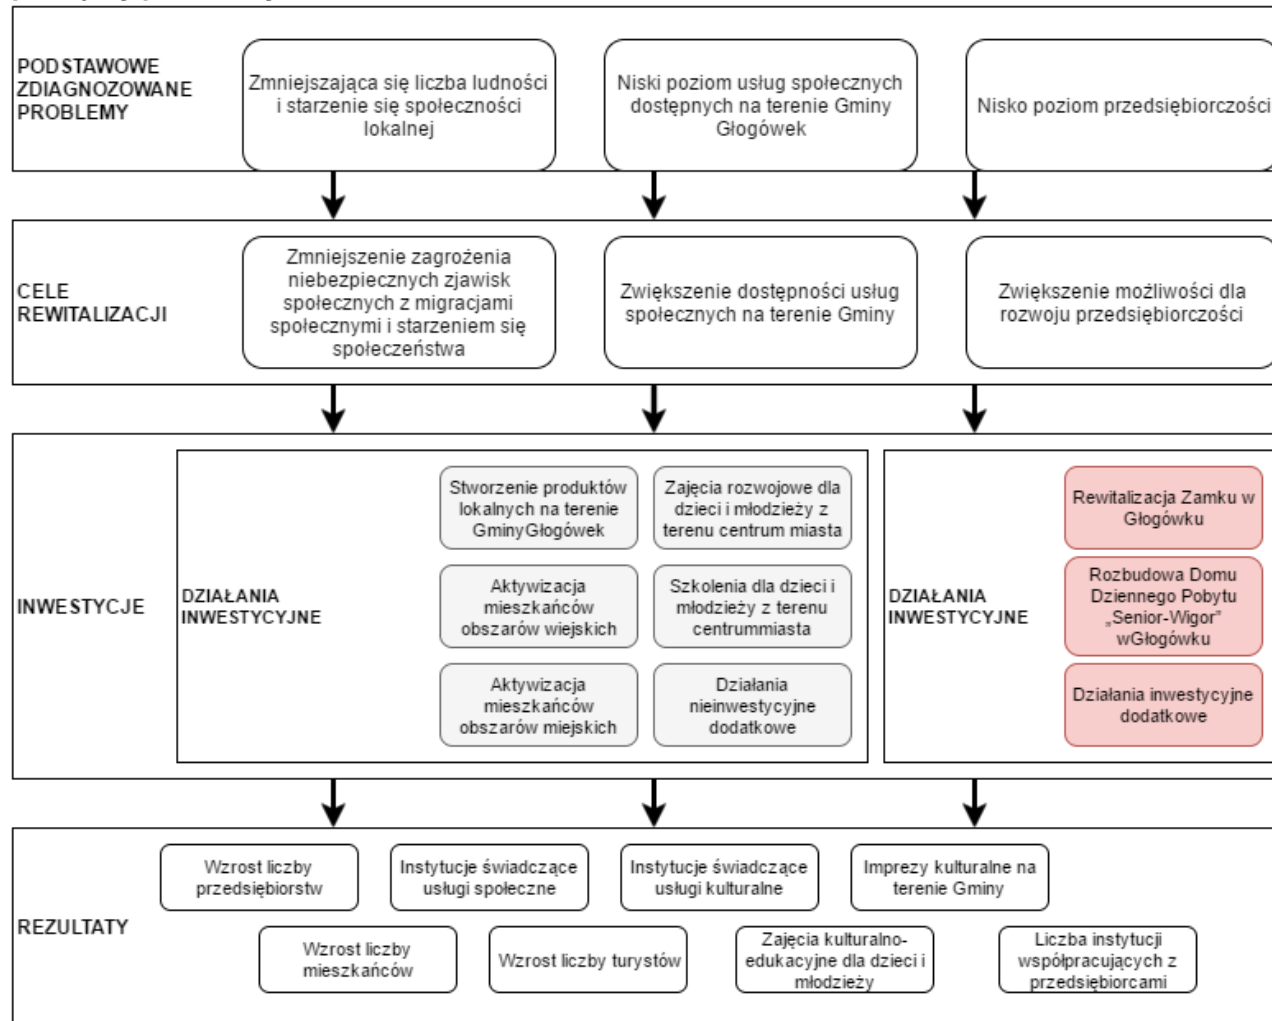 PODSTAWOWE
ZDIAGNOZOWANE
PROBLEMY
Zmniejszająca się liczba ludności
i starzenie się społeczności
lokalnej
Niski poziom usług społecznych
dostępnych na terenie Gminy
Głogówek
Nisko poziom przedsiębiorczości
CELE
REWITALIZACJI
Zmniejszenie zagrożenia
niebezpiecznych zjawisk
społecznych z migracjami
społecznymi i starzeniem się
społeczeństwa
Zwiększenie dostępności usług
społecznych na terenie Gminy
Zwiększenie możliwości dla
rozwoju przedsiębiorczości
INWESTYCJE
DZIAŁANIA
INWESTYCYJNE
Stworzenie produktów
lokalnych na terenie
GminyGłogówek
Zajęcia rozwojowe dla
dzieci i młodzieży z
terenu centrum miasta
Aktywizacja
mieszkańców
obszarów wiejskich
Szkolenia dla dzieci i
młodzieży z terenu
centrummiasta
Aktywizacja
mieszkańców
obszarów miejskich
Działania
nieinwestycyjne
dodatkowe
DZIAŁANIA
INWESTYCYJNE
Rewitalizacja Zamku w
Głogówku
Rozbudowa Domu
Dziennego Pobytu
„Senior-Wigor”
wGłogówku
Działania inwestycyjne
dodatkowe
REZULTATY
Wzrost liczby
przedsiębiorstw
Instytucje świadczące
usługi społeczne
Instytucje świadczące
usługi kulturalne
Imprezy kulturalne na
terenie Gminy
Wzrost liczby
mieszkańców
Wzrost liczby turystów
Zajęcia kulturalno-
edukacyjne dla dzieci i
młodzieży
Liczba instytucji
współpracujących z
przedsiębiorcami